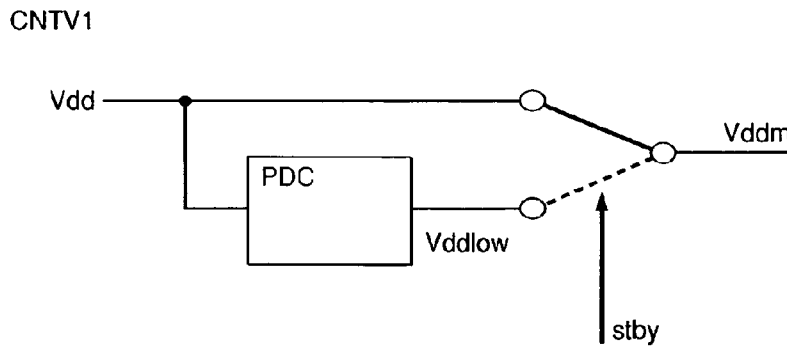 CNTV1
Vdd
Vddm
PDC
Vddlow
stby